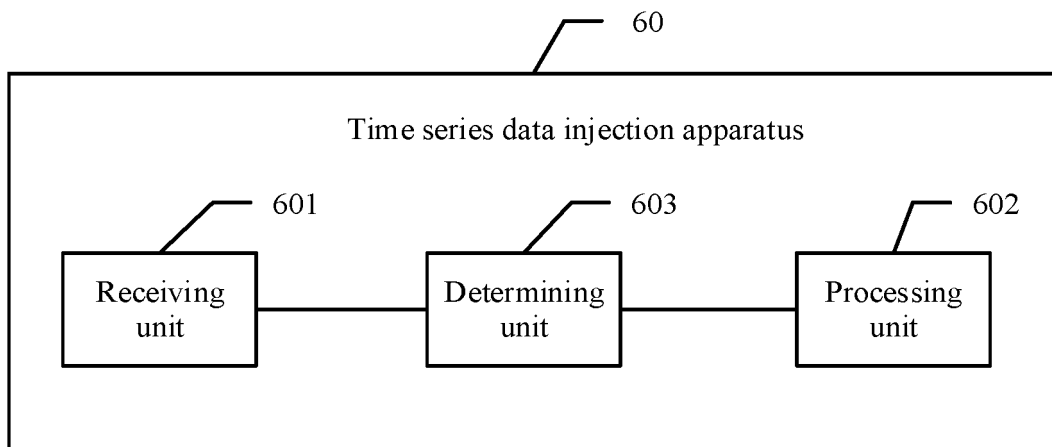 60
Time series data injection apparatus
601
603
602
Receiving
unit
Determining
unit
Processing
unit